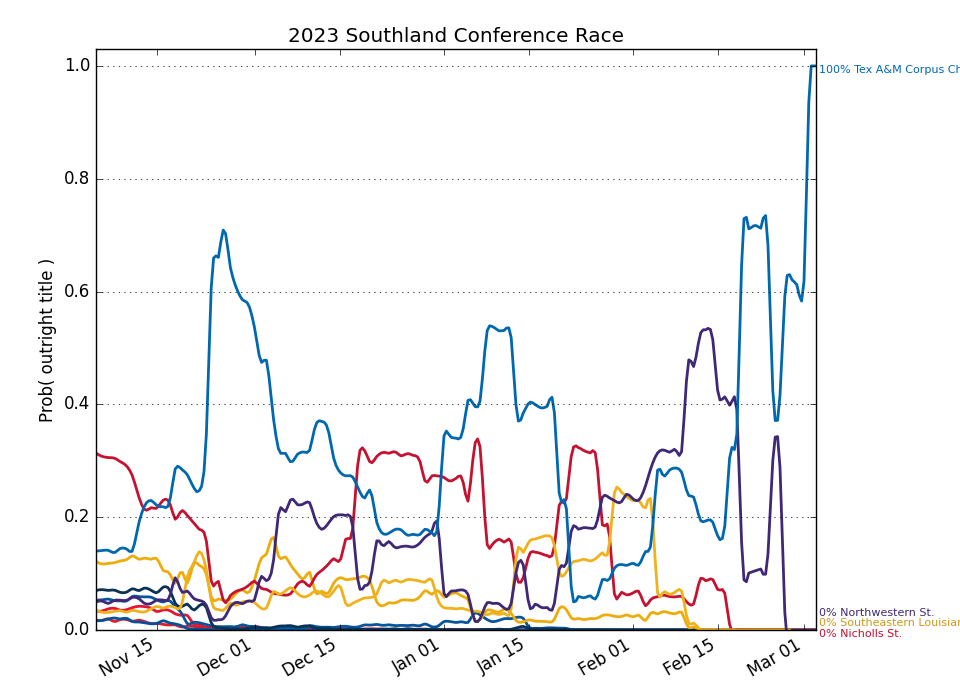 2023 Southland Conference Race
1.0
100% Tex A&M Corpus Ch
0.8
0.6
Prob( outright title )
0.4
0.2
0% Northwestern St.
0% Southeastern Louisian
0.0
0% Nicholls St.
Nov 15
Dec 01
Dec 15
Jan 01
Jan 15
Feb 01
Feb 15
Mar 01